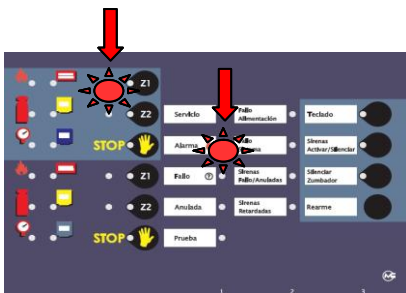 Z1
Z2
Servicio
Fallo
Alimentación
Teclado
STOP
Alarma
Sirenas
Activar/Silenciar
Z1
Fallo
Sirenas
Fallo/Anuladas
Silenciar
Zumbador
Z2
Anulada
Sirenas
Retardadas
Rearme
STOP
Prueba
1 2 3